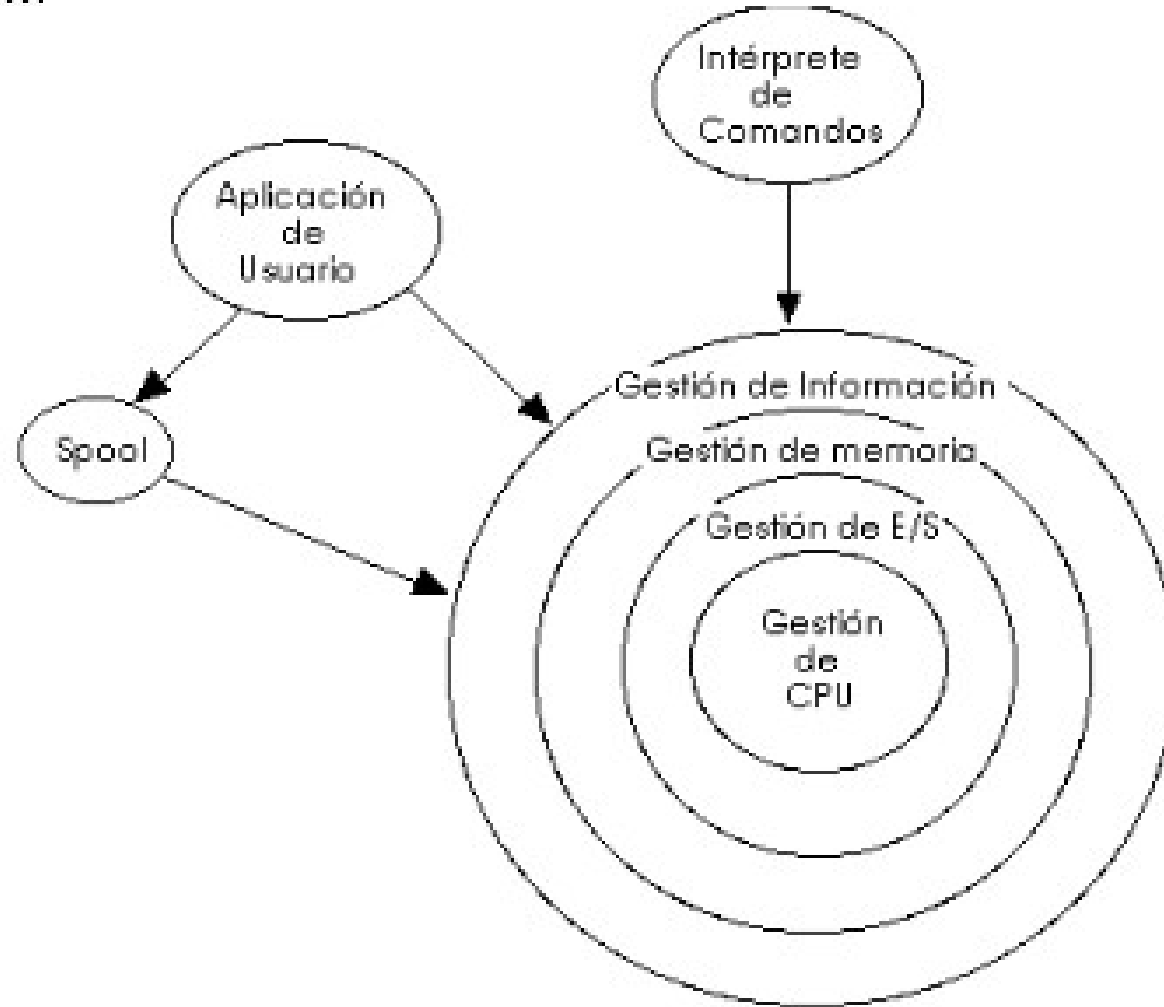 Intérprete
de
Comandos
Aplicación
de
Usuario
Gestión de Información
Spool
Gestión de memoria
Gestión de E/S
Gestión
de
CPU